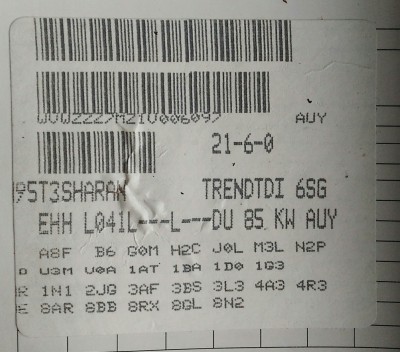 WVWZZZ7MZ1V006097 AUY
21-6-0
95T3SHARAN TRENDTDI 6SG
EHH L041L---L---DU 85 KW AUY
A8F B6 G0M H2C J0L M3L N2P
D U3M V0A 1AT 1BA 1D0 1G3
R 1N1 2JG 3AF 3BS 3L3 4A3 4R3
E 8AR 8BB 8RX 8GL 8N2